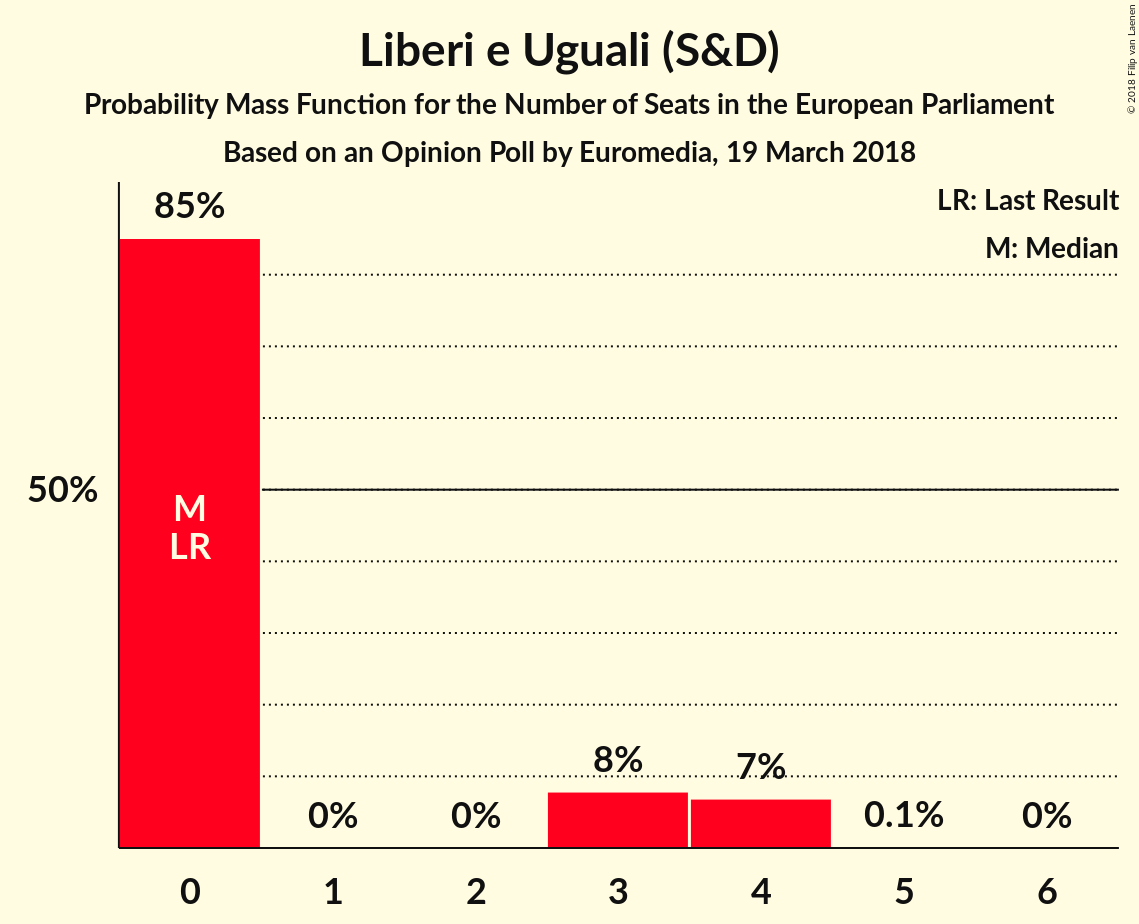 Liberi e Uguali (S&D)
Probability Mass Function for the Number of Seats in the European Parliament
Based on an Opinion Poll by Euromedia, 19 March 2018
© 2018 Filip van Laenen
LR: Last Result
M: Median
85%
50%
M
LR
0%
0%
8%
7%
0.1%
0%
0
1
2
3
4
5
6